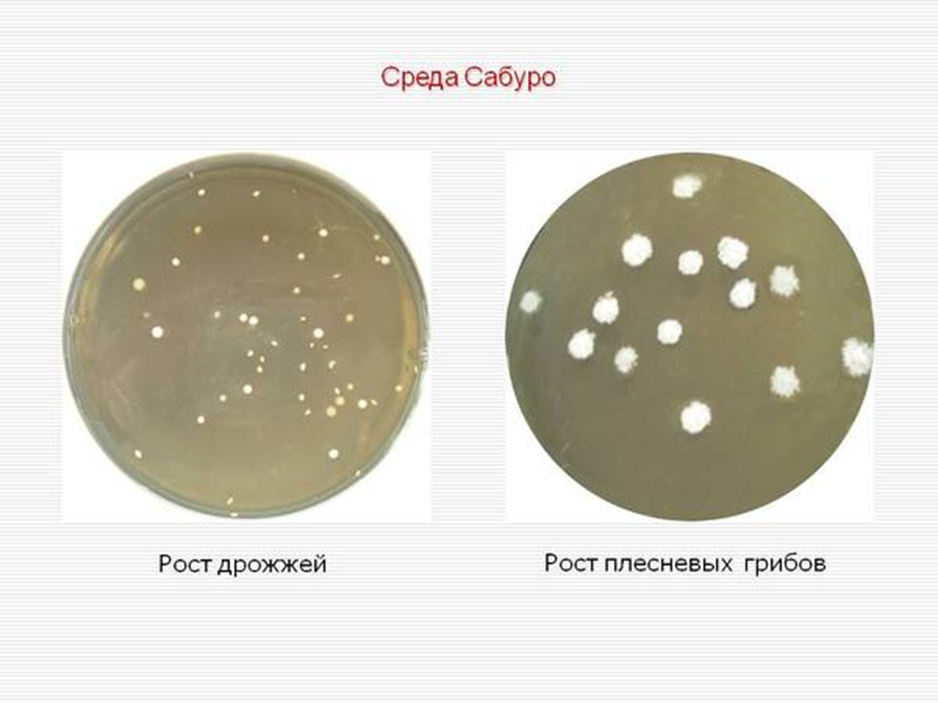 Среда Сабуро
Рост дрожжей
Рост плесневых грибов